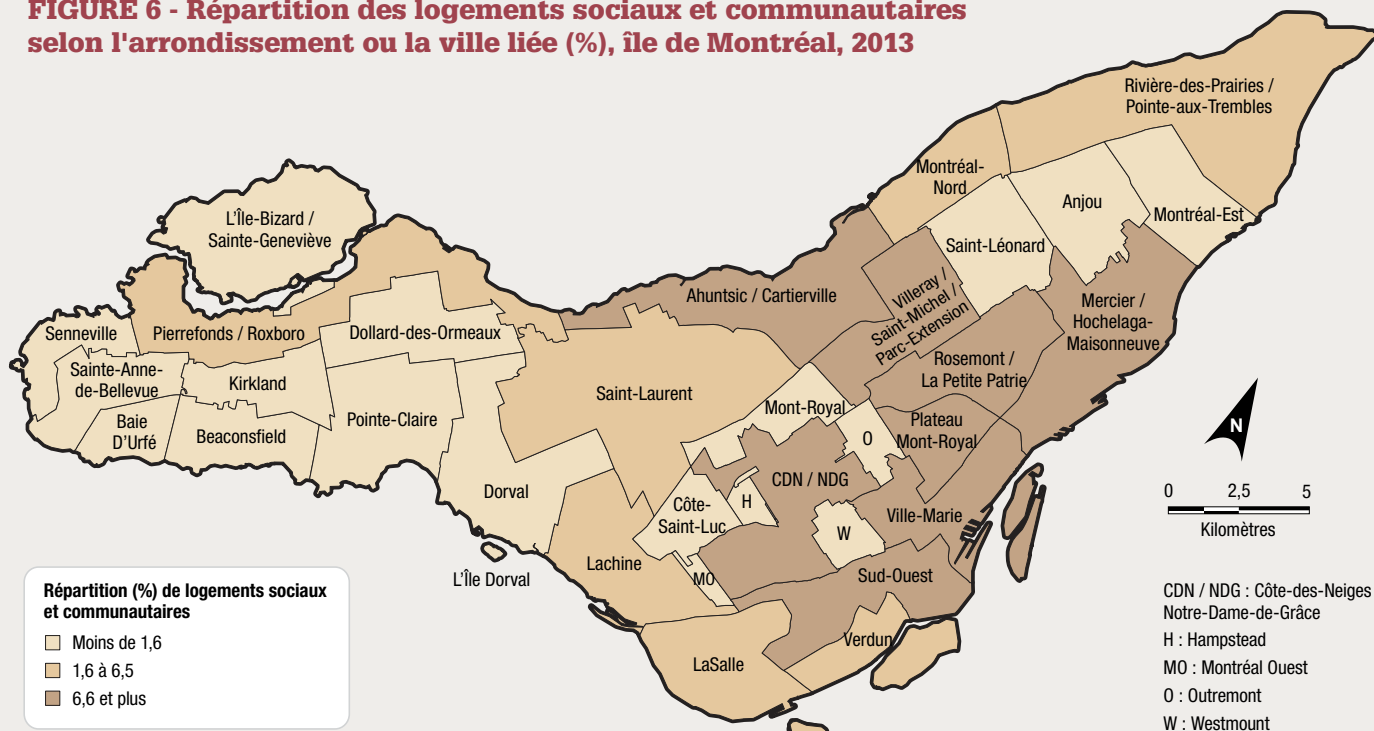 FIGURE 6 - Répartition des logements sociaux et communautaires
selon l'arrondissement ou la ville liée (%), île de Montréal, 2013
Rivière-des-Prairies /
Pointe-aux-Trembles
Montréal-
Nord
Anjou
Montréal-Est
L'Île-Bizard /
Sainte-Geneviève
Saint-Léonard
Ahuntsic / Cartierville
Villeray /
Saint-Michel /
Parc-Extension
Mercier /
Hochelaga-
Maisonneuve
Senneville
Pierrefonds / Roxboro
Dollard-des-Ormeaux
Sainte-Anne-
de-Bellevue
Kirkland
Rosemont /
La Petite Patrie
Saint-Laurent
Baie
D'Urfé
Beaconsfield
Pointe-Claire
Mont-Royal
O
Plateau
Mont-Royal
N
Dorval
CDN / NDG
Côte-
Saint-Luc
H
W
Ville-Marie
0 2,5 5
Kilomètres
L'Île Dorval
Lachine
MO
Sud-Ouest
LaSalle
Verdun
Répartition (%) de logements sociaux
et communautaires
Moins de 1,6
1,6 à 6,5
6,6 et plus
CDN / NDG : Côte-des-Neiges
Notre-Dame-de-Grâce
H : Hampstead
MO : Montréal Ouest
O : Outremont
W : Westmount